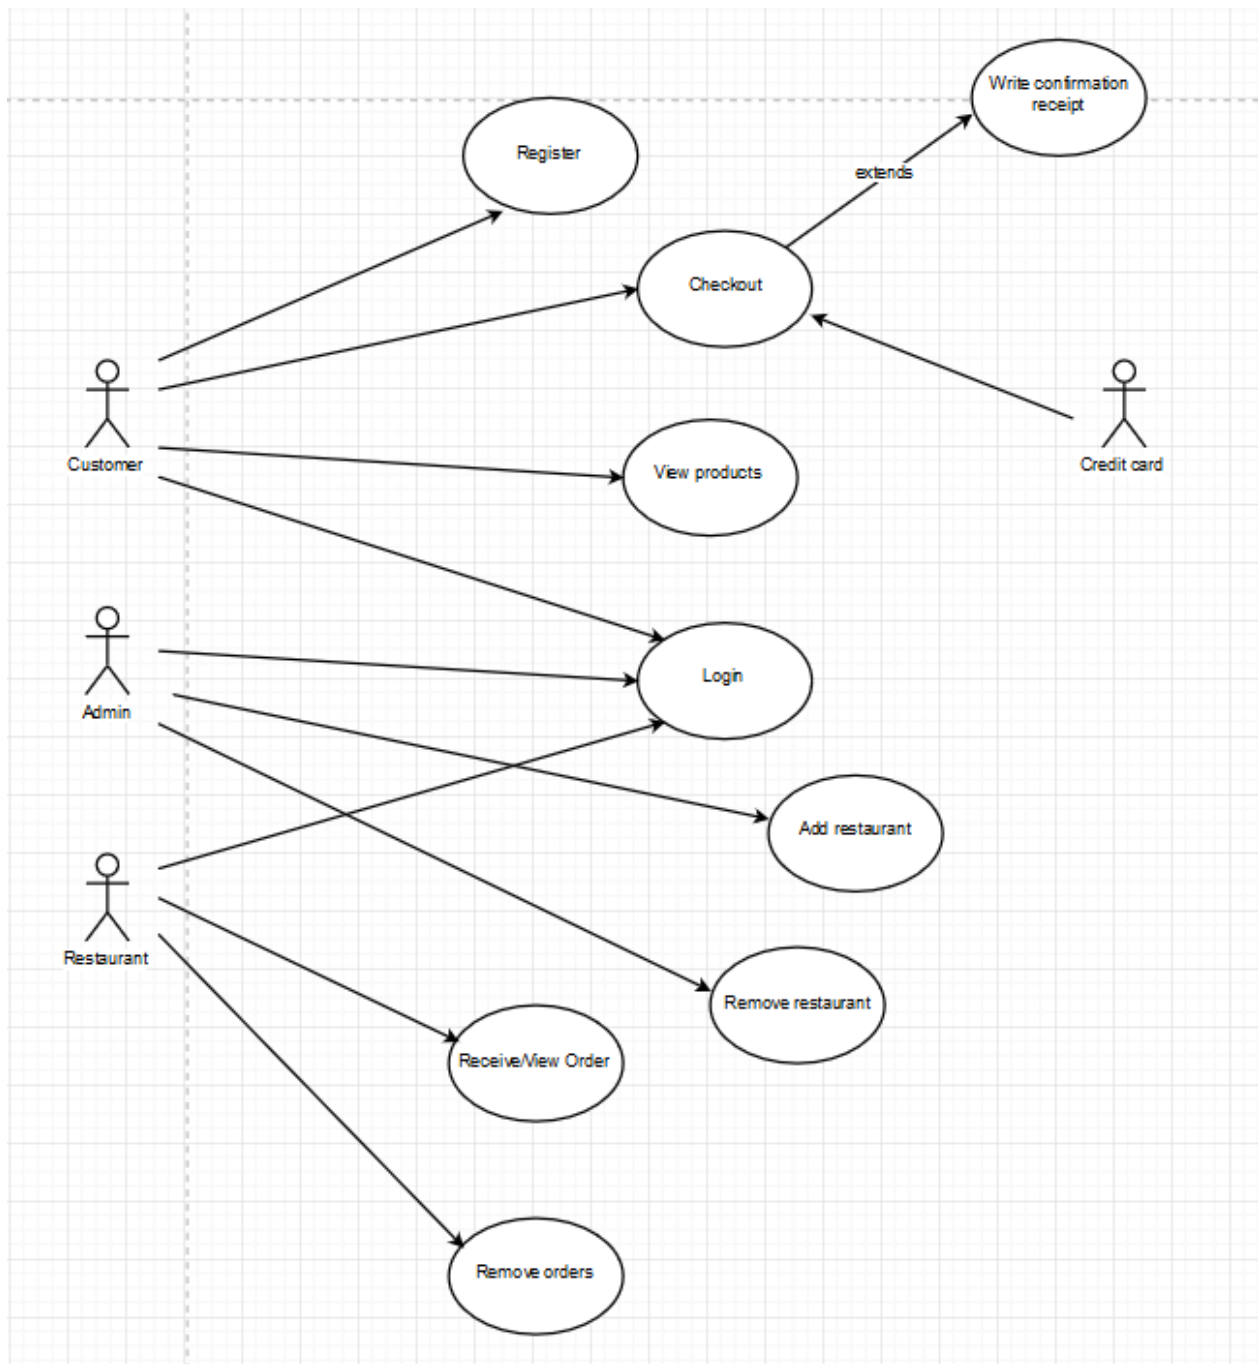 Write confirmation
receipt
Register
extends
Checkout
Customer
View products
Credit card
Admin
Login
Add restaurant
Restaurant
Remove restaurant
Receive/View Order
Remove orders